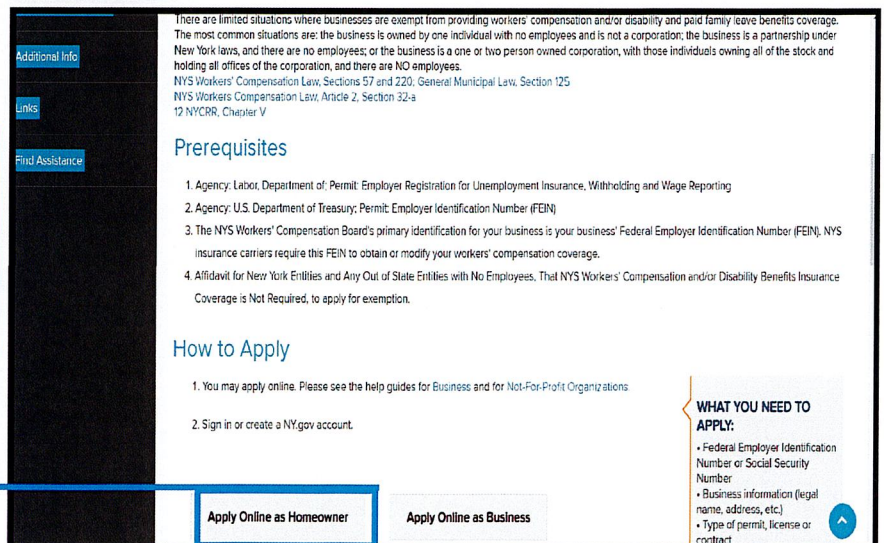 There are limited situations where businesses are exempt from providing workers' compensation and/or disability and paid family leave benefits coverage.
The most common situations are: the business is owned by one individual with no employees and is not a corporation; the business is a partnership under
New York laws, and there are no employees; or the business is a one or two person owned corporation, with those individuals owning all of the stock and
holding all offices of the corporation, and there are NO employees.
NYS Workers' Compensation Law, Sections 57 and 220; General Municipal Law, Section 125
NYS Workers Compensation Law, Article 2, Section 32-a
12 NYCRR, Chapter V
Additional Info
Links
Find Assistance
Prerequisites
1. Agency: Labor, Department of; Permit: Employer Registration for Unemployment Insurance, Withholding and Wage Reporting
2. Agency: U.S. Department of Treasury; Permit: Employer Identification Number (FEIN)
3. The NYS Workers' Compensation Board's primary identification for your business is your business' Federal Employer Identification Number (FEIN). NYS
insurance carriers require this FEIN to obtain or modify your workers' compensation coverage.
4. Affidavit for New York Entities and Any Out of State Entities with No Employees, That NYS Workers' Compensation and/or Disability Benefits Insurance
Coverage is Not Required, to apply for exemption.
How to Apply
1. You may apply online. Please see the help guides for Business and for Not-For-Profit Organizations
2. Sign in or create a NY.gov account.
Apply Online as Homeowner
Apply Online as Business
WHAT YOU NEED TO
APPLY:
• Federal Employer Identification
Number or Social Security
Number
• Business information (legal
name, address, etc.)
• Type of permit, license or
contract